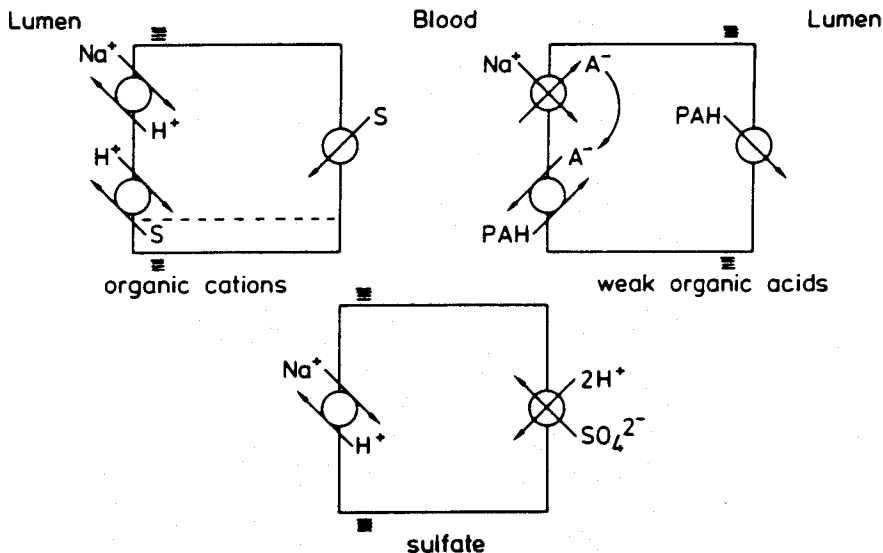 Lumen Blood Lumen
Na⁺ H⁺ H⁺ S S
Na⁺ A⁻ A⁻ PAH PAH
organic cations weak organic acids
Na⁺ H⁺ 2H⁺ SO₄²⁻
sulfate